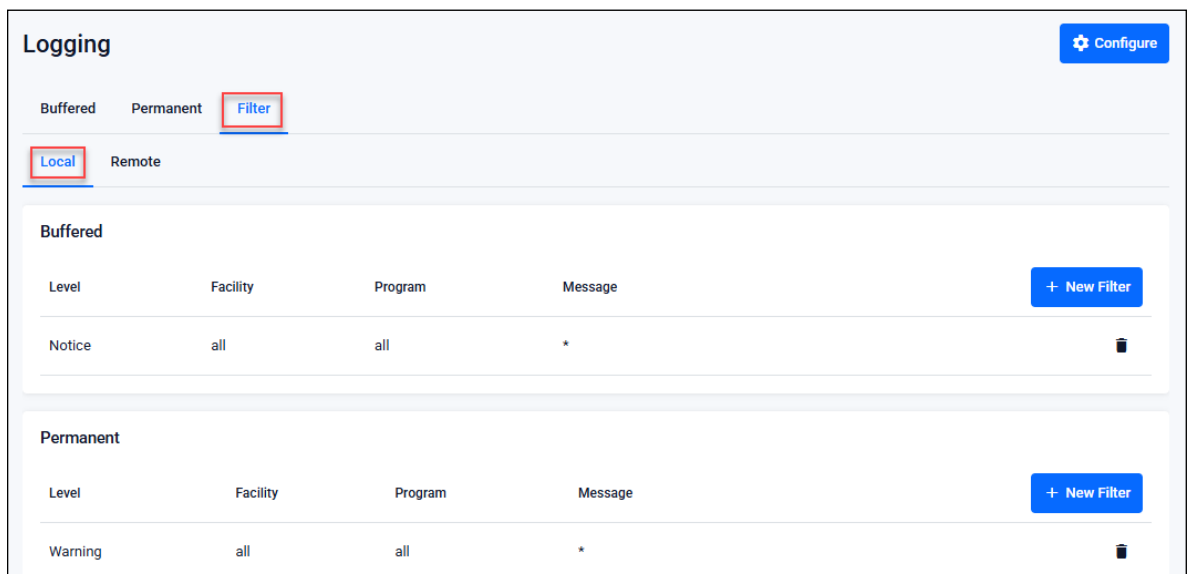 Logging
Configure
Buffered Permanent Filter
Local Remote
Buffered
Level Facility Program Message + New Filter
Notice all all *
Permanent
Level Facility Program Message + New Filter
Warning all all *